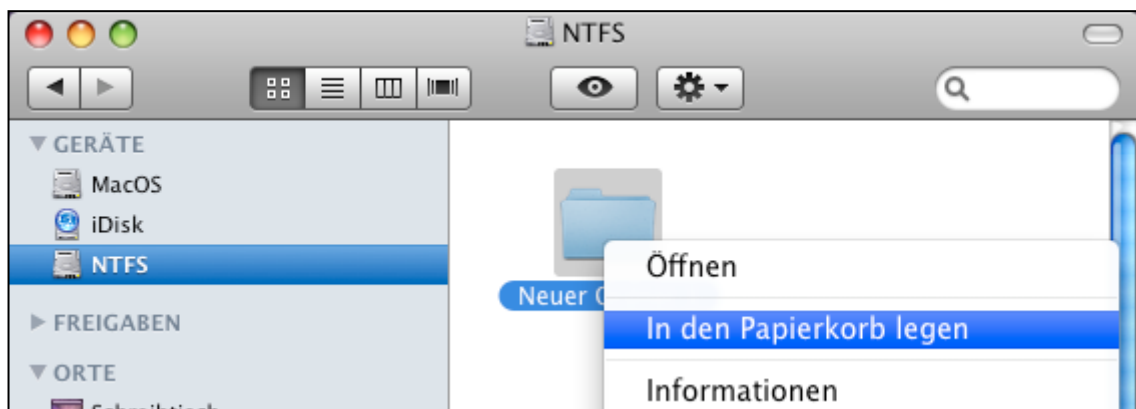 NTFS
GERÄTE
MacOS
iDisk
NTFS
FREIGABEN
ORTE
Neuer
Öffnen
In den Papierkorb legen
Informationen